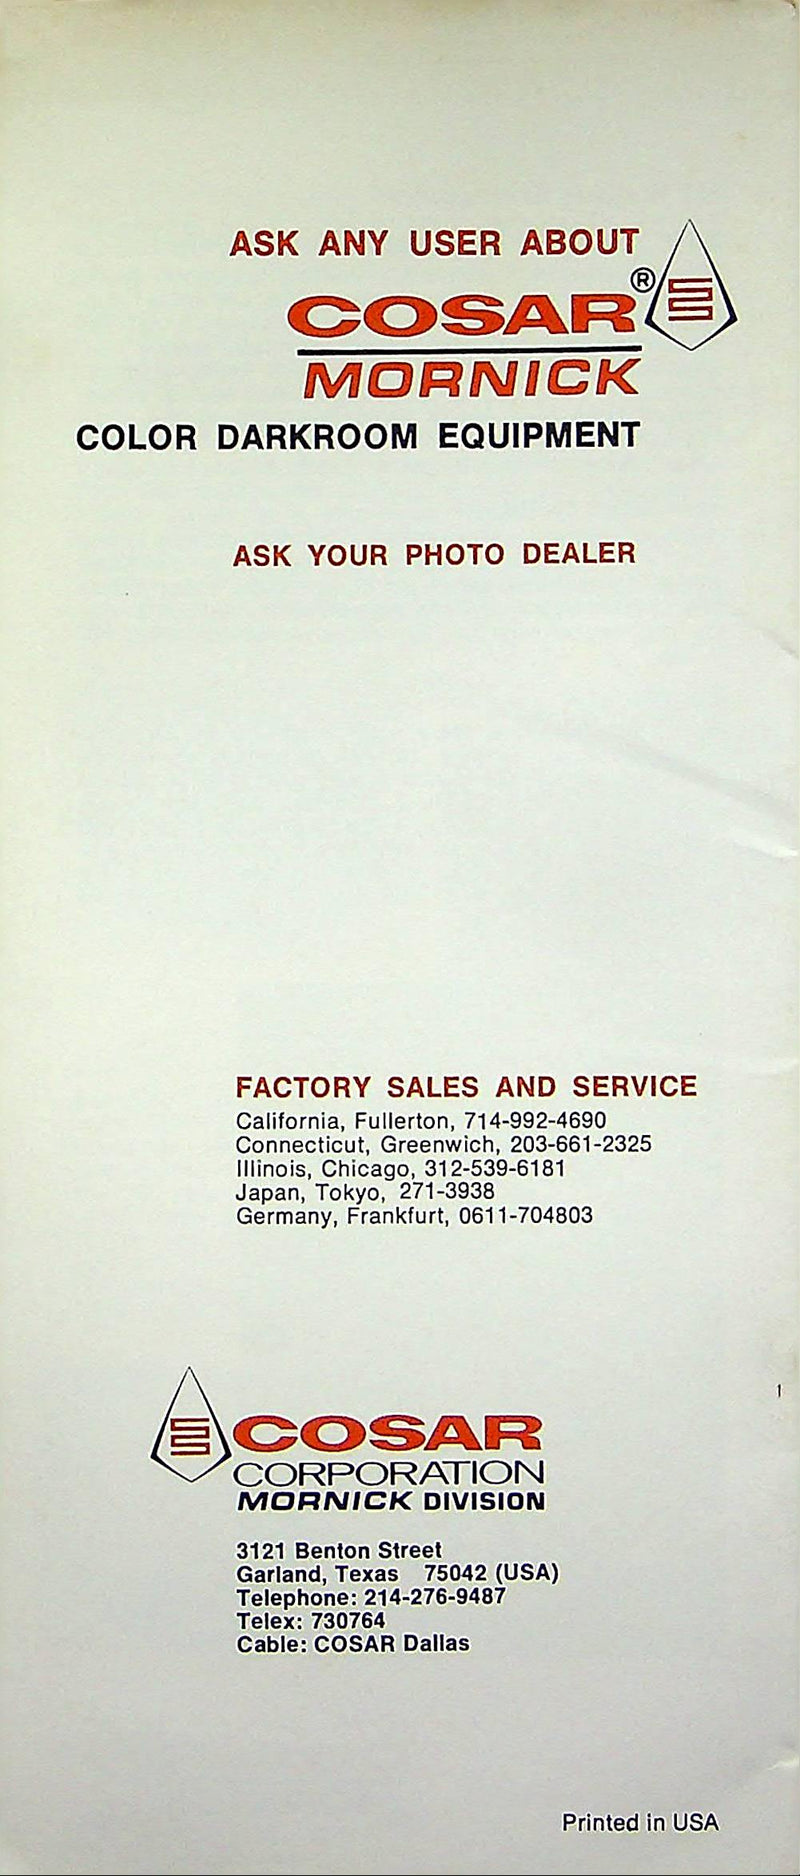 ASK ANY USER ABOUT
COSAR®
MORNICK
COLOR DARKROOM EQUIPMENT
ASK YOUR PHOTO DEALER
FACTORY SALES AND SERVICE
California, Fullerton, 714-992-4690
Connecticut, Greenwich, 203-661-2325
Illinois, Chicago, 312-539-6181
Japan, Tokyo, 271-3938
Germany, Frankfurt, 0611-704803
COSAR
CORPORATION
MORNICK DIVISION
3121 Benton Street
Garland, Texas 75042 (USA)
Telephone: 214-276-9487
Telex: 730764
Cable: COSAR Dallas
Printed in USA